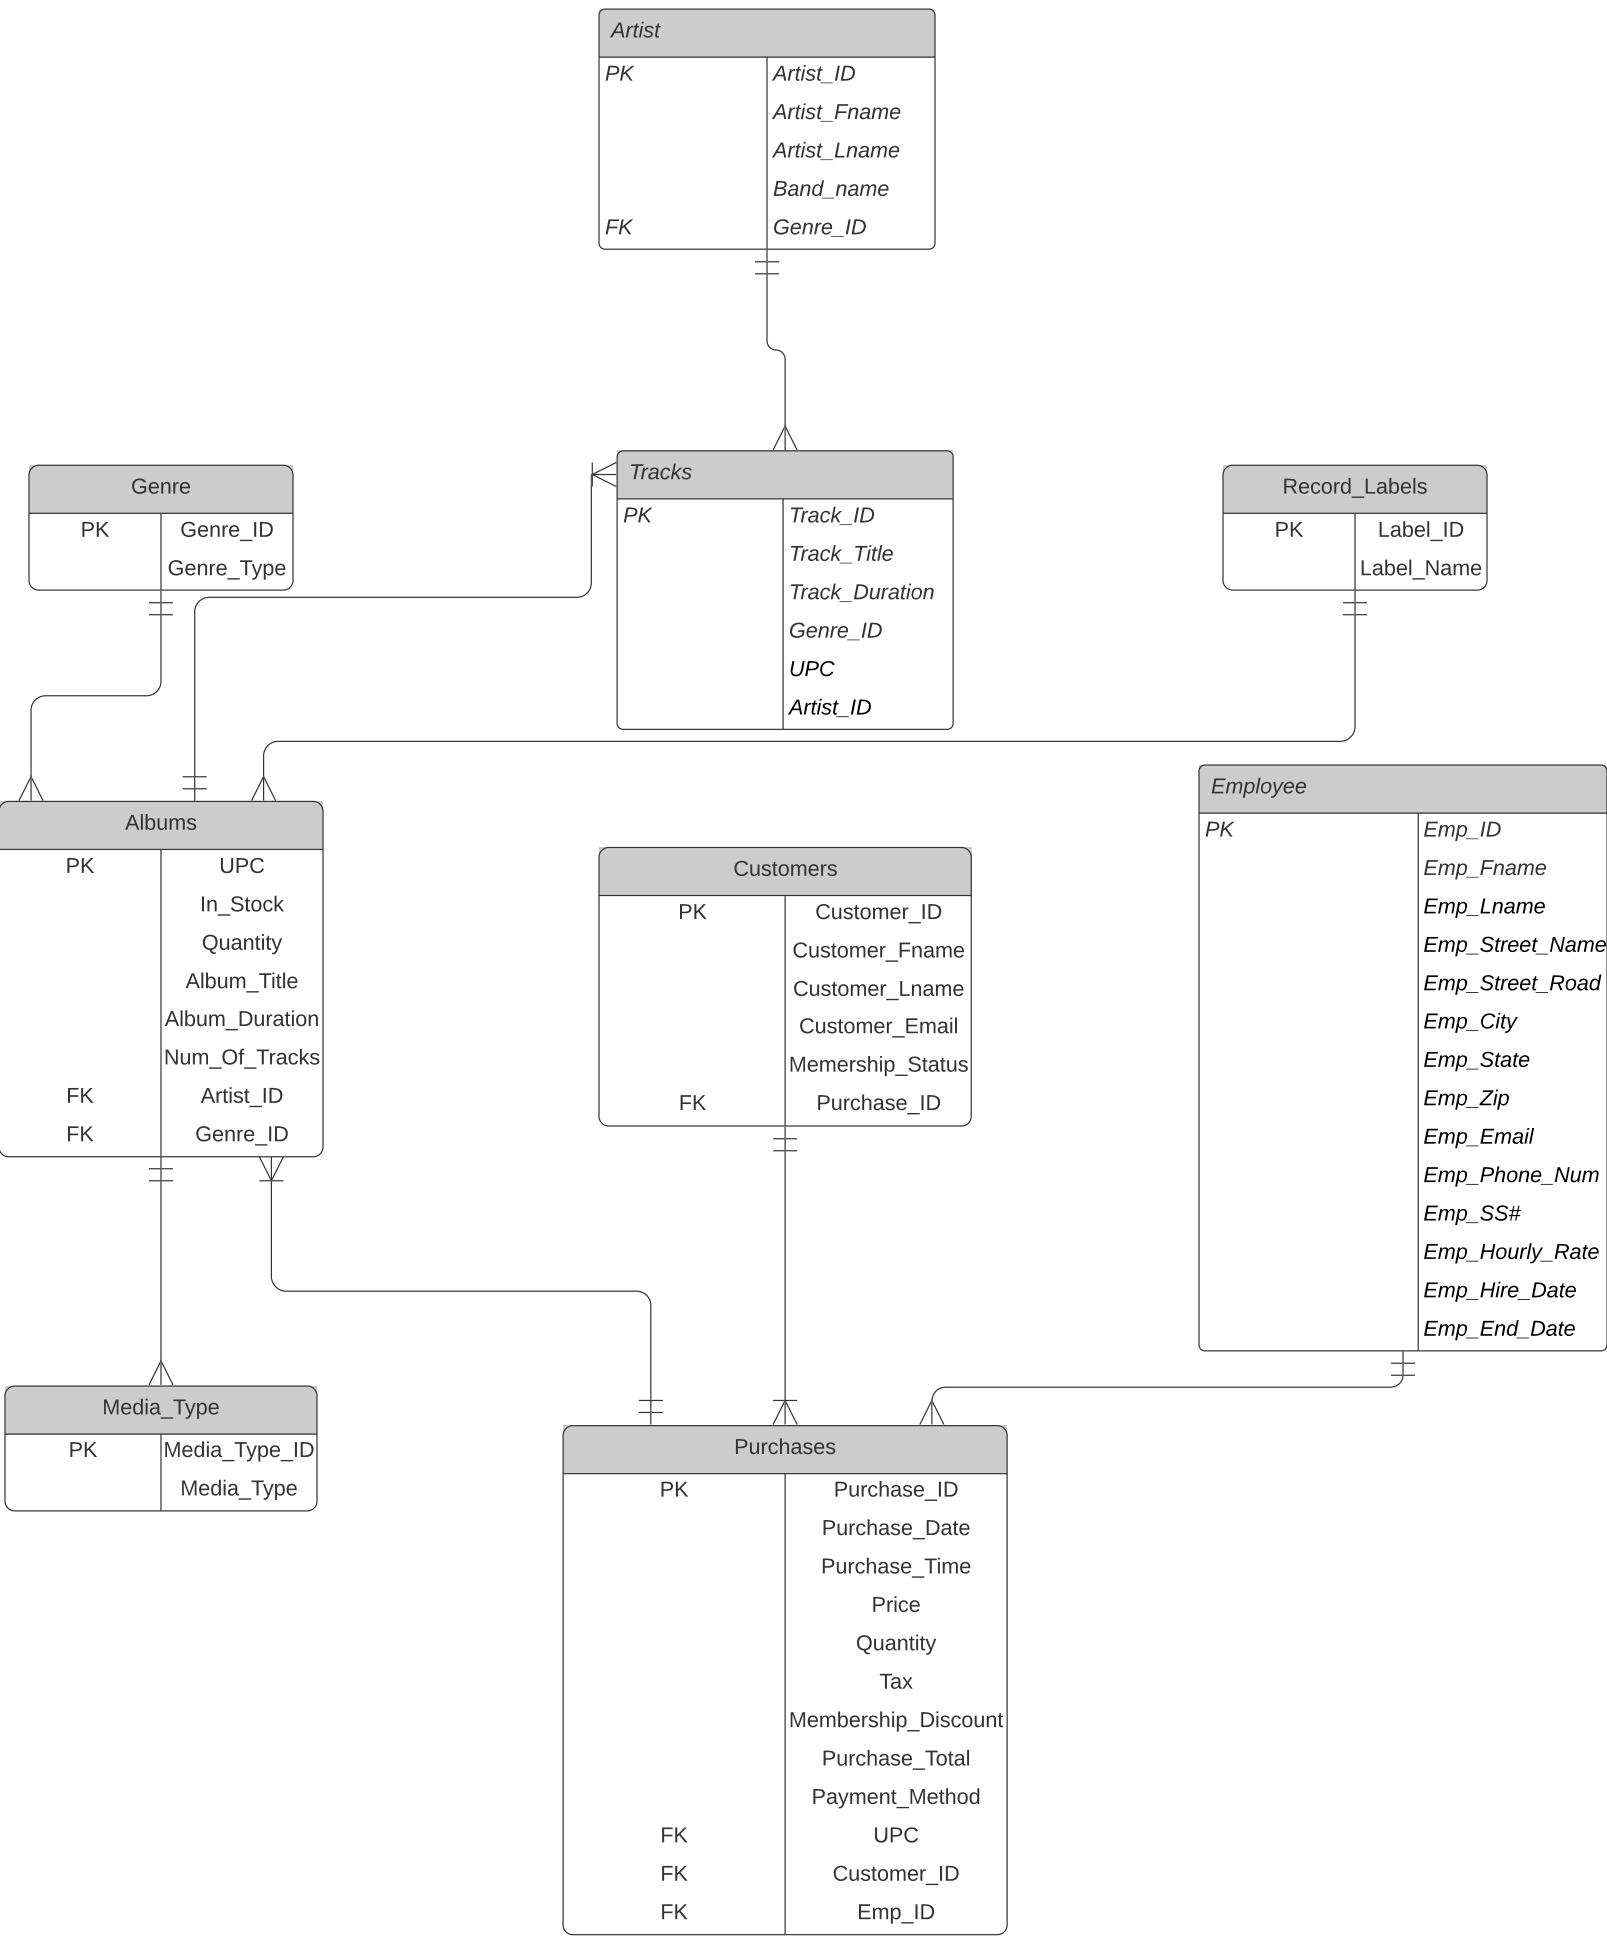 Artist
PK Artist_ID
Artist_Fname
Artist_Lname
Band_name
FK Genre_ID
Tracks
PK Track_ID
Track_Title
Track_Duration
Genre_ID
UPC
Artist_ID
Genre
PK Genre_ID
Genre_Type
Record_Labels
PK Label_ID
Label_Name
Albums
PK UPC
In_Stock
Quantity
Album_Title
Album_Duration
Num_Of_Tracks
FK Artist_ID
FK Genre_ID
Customers
PK Customer_ID
Customer_Fname
Customer_Lname
Customer_Email
Memership_Status
FK Purchase_ID
Employee
PK Emp_ID
Emp_Fname
Emp_Lname
Emp_Street_Name
Emp_Street_Road
Emp_City
Emp_State
Emp_Zip
Emp_Email
Emp_Phone_Num
Emp_SS#
Emp_Hourly_Rate
Emp_Hire_Date
Emp_End_Date
Media_Type
PK Media_Type_ID
Media_Type
Purchases
PK Purchase_ID
Purchase_Date
Purchase_Time
Price
Quantity
Tax
Membership_Discount
Purchase_Total
Payment_Method
FK UPC
FK Customer_ID
FK Emp_ID